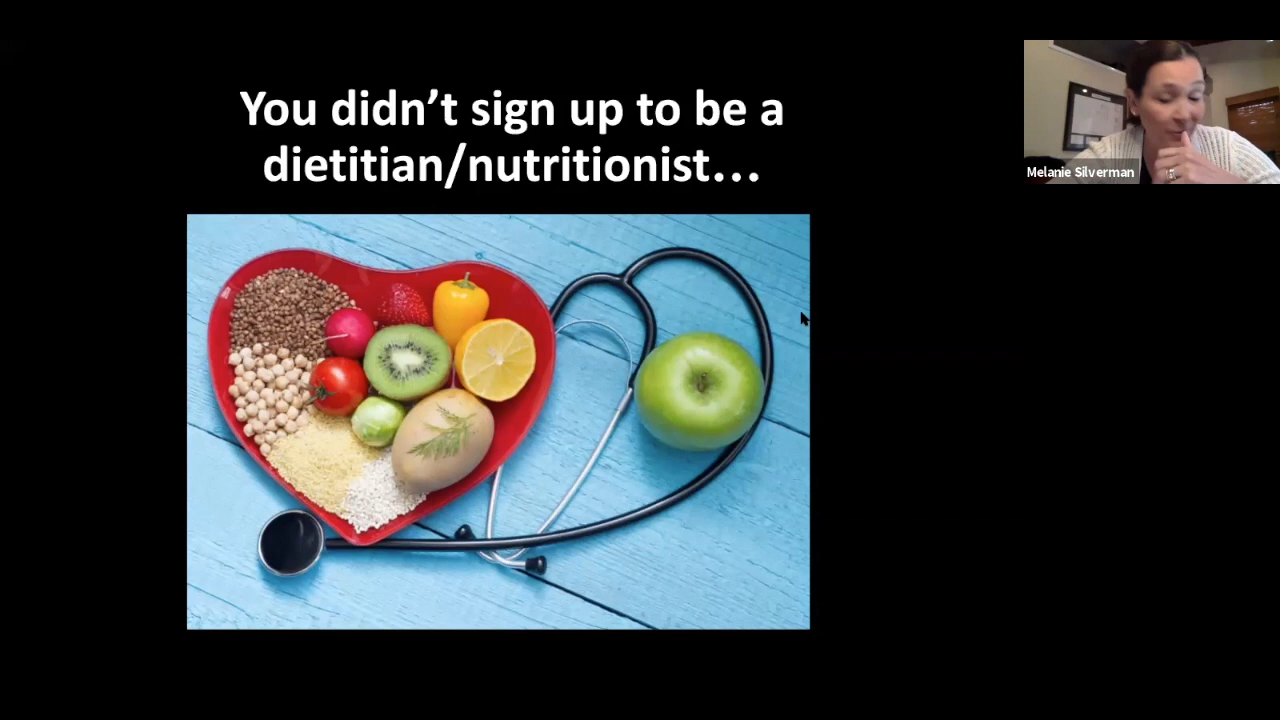 You didn’t sign up to be a
dietitian/nutritionist…
Melanie Silverman